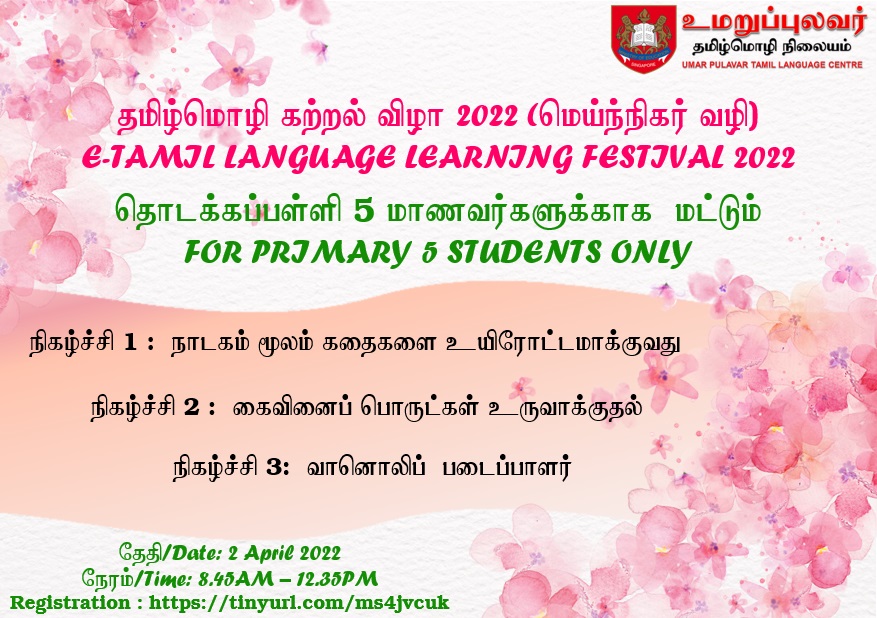 உமறுப்புலவர்
தமிழ்மொழி நிலையம்
UMAR PULAVAR TAMIL LANGUAGE CENTRE
SINGAPORE
தமிழ்மொழி கற்றல் விழா 2022 (மெய்ந்நிகர் வழி)
E-TAMIL LANGUAGE LEARNING FESTIVAL 2022
தொடக்கப்பள்ளி 5 மாணவர்களுக்காக மட்டும்
FOR PRIMARY 5 STUDENTS ONLY
நிகழ்ச்சி 1 : நாடகம் மூலம் கதைகளை உயிரோட்டமாக்குவது
நிகழ்ச்சி 2 : கைவினைப் பொருட்கள் உருவாக்குதல்
நிகழ்ச்சி 3: வானொலிப் படைப்பாளர்
தேதி/Date: 2 April 2022
நேரம்/Time: 8.45AM – 12.35PM
Registration : https://tinyurl.com/ms4jvcuk